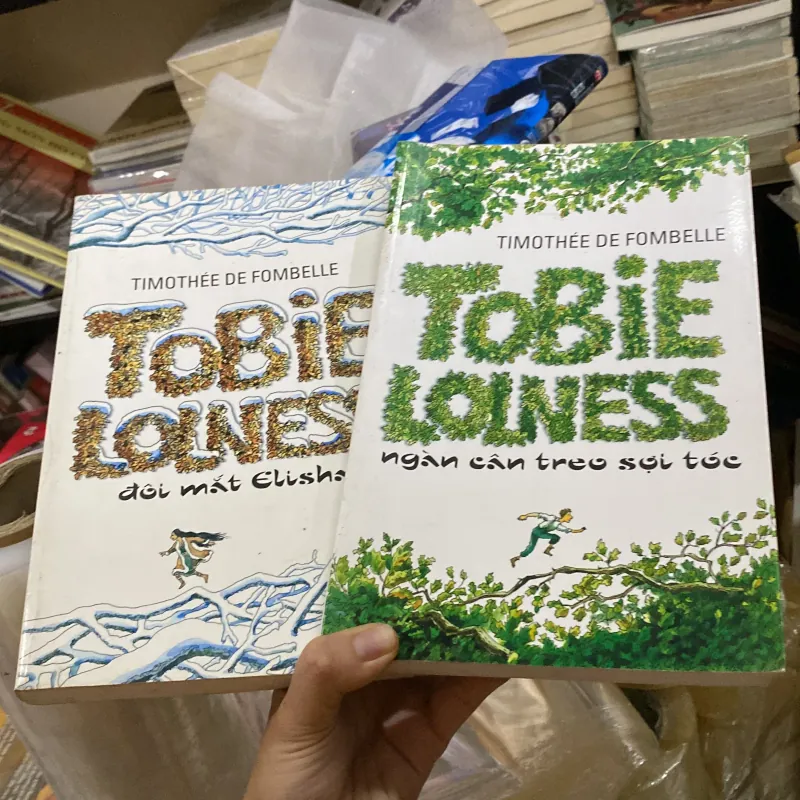 TIMOTHÉE DE FOMBELLE
TOBiE
LOLNESS
đôi mắt Elisha
TIMOTHÉE DE FOMBELLE
TOBiE
LOLNESS
ngàn cân treo sợi tóc